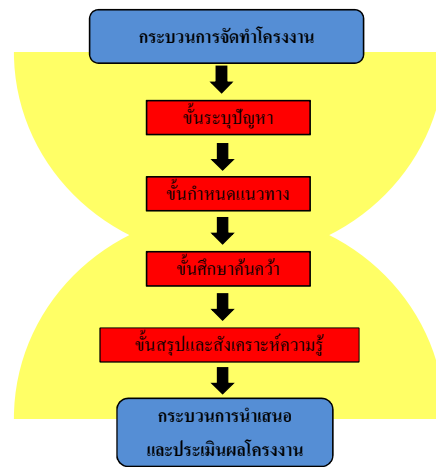 กระบวนการจัดทำโครงงาน
ขั้นระบุปัญหา
ขั้นกำหนดแนวทาง
ขั้นศึกษาค้นคว้า
ขั้นสรุปและสังเคราะห์ความรู้
กระบวนการนำเสนอ
และประเมินผลโครงงาน